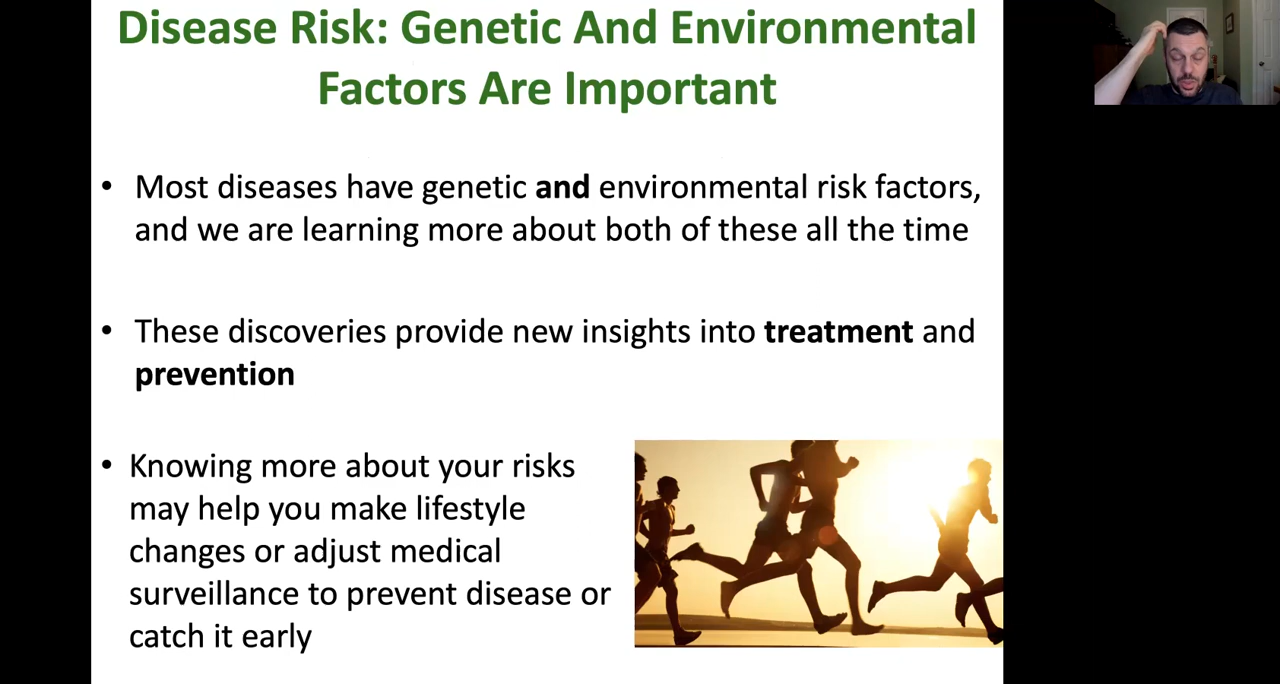 Disease Risk: Genetic And Environmental
Factors Are Important
• Most diseases have genetic and environmental risk factors,
and we are learning more about both of these all the time
• These discoveries provide new insights into treatment and
prevention
• Knowing more about your risks
may help you make lifestyle
changes or adjust medical
surveillance to prevent disease or
catch it early